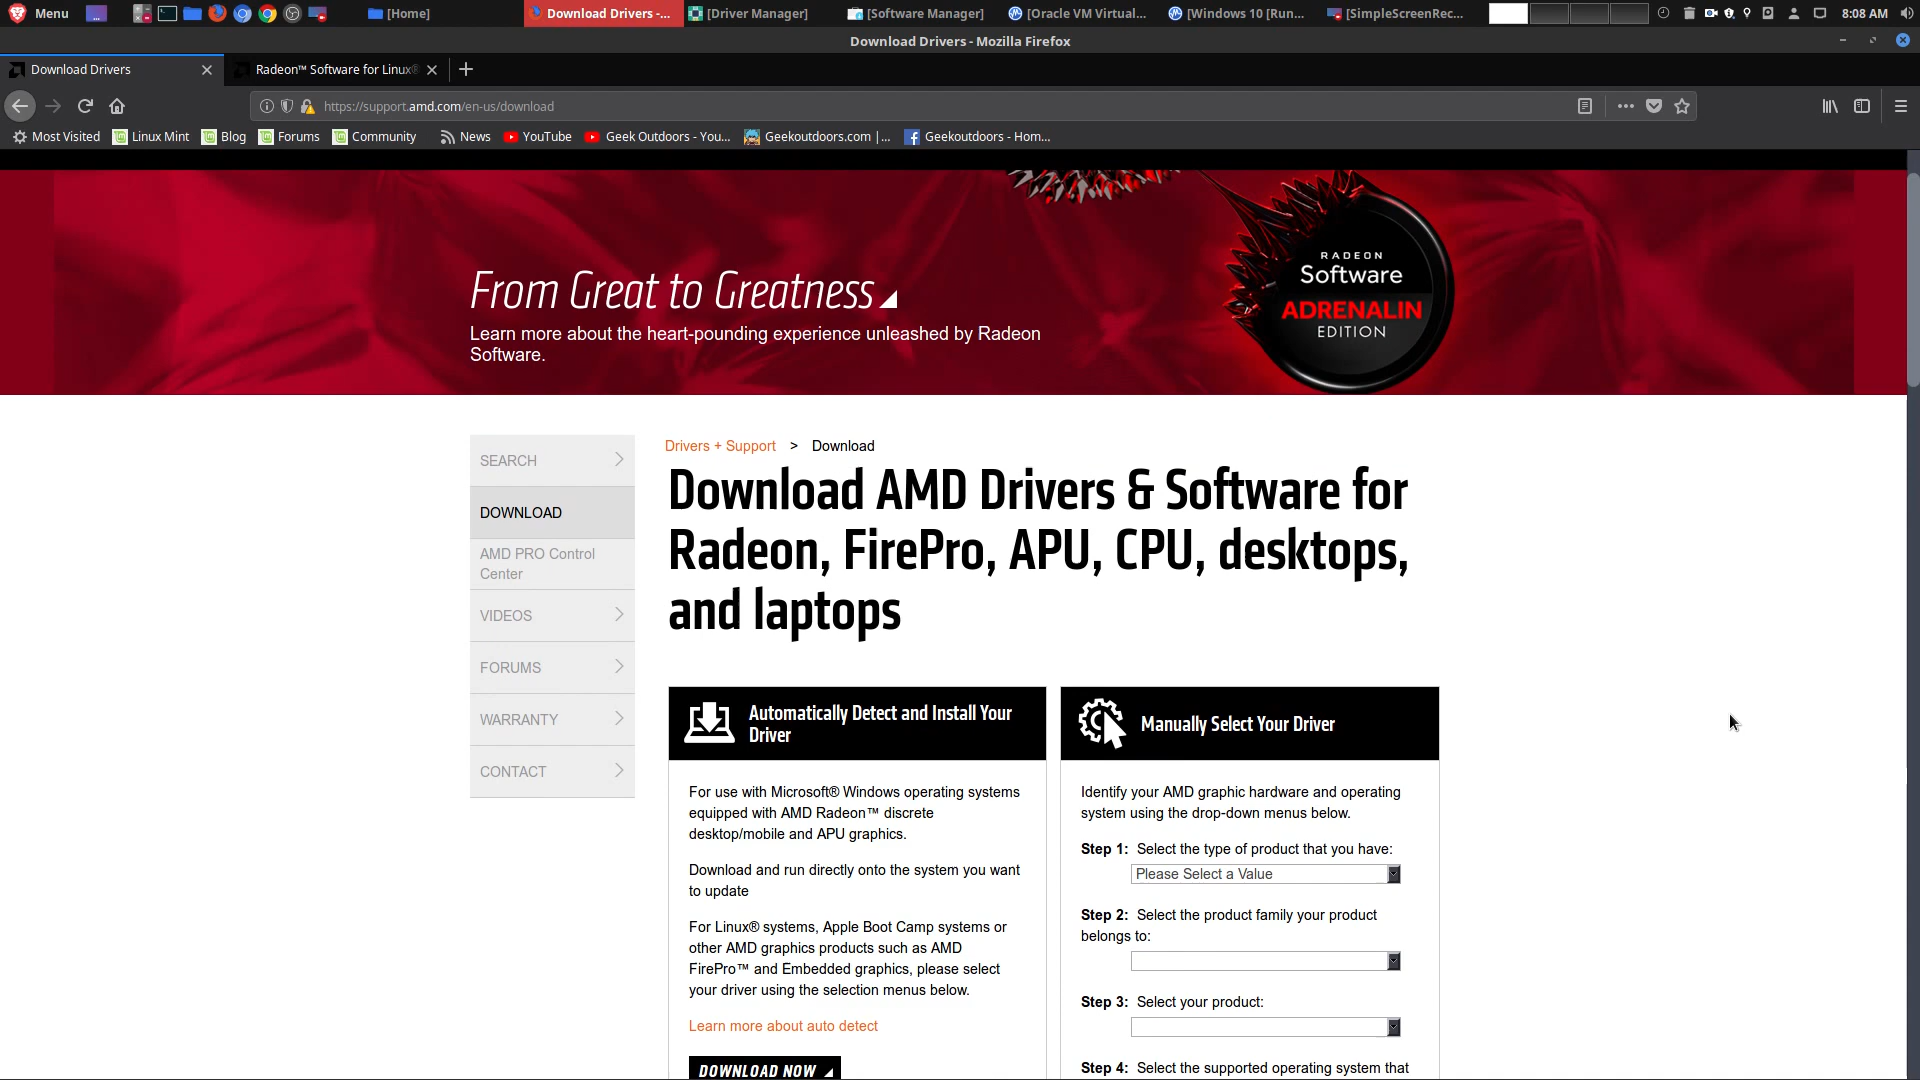 Menu
[Home]
Download Drivers -...
[Driver Manager]
[Software Manager]
[Oracle VM Virtual...
[Windows 10 [Run...
[SimpleScreenRec...
8:08 AM
Download Drivers - Mozilla Firefox
Download Drivers
Radeon™ Software for Linux®
https://support.amd.com/en-us/download
Most Visited
Linux Mint
Blog
Forums
Community
News
YouTube
Geek Outdoors - You...
Geekoutdoors.com |...
Geekoutdoors - Hom...
From Great to Greatness
Learn more about the heart-pounding experience unleashed by Radeon
Software.
RADEON
Software
ADRENALIN
EDITION
SEARCH
DOWNLOAD
AMD PRO Control
Center
VIDEOS
FORUMS
WARRANTY
CONTACT
Drivers + Support > Download
Download AMD Drivers & Software for
Radeon, FirePro, APU, CPU, desktops,
and laptops
Automatically Detect and Install Your
Driver
For use with Microsoft® Windows operating systems
equipped with AMD Radeon™ discrete
desktop/mobile and APU graphics.
Download and run directly onto the system you want
to update
For Linux® systems, Apple Boot Camp systems or
other AMD graphics products such as AMD
FirePro™ and Embedded graphics, please select
your driver using the selection menus below.
Learn more about auto detect
DOWNLOAD NOW
Manually Select Your Driver
Identify your AMD graphic hardware and operating
system using the drop-down menus below.
Step 1: Select the type of product that you have:
Please Select a Value
Step 2: Select the product family your product
belongs to:
Step 3: Select your product:
Step 4: Select the supported operating system that